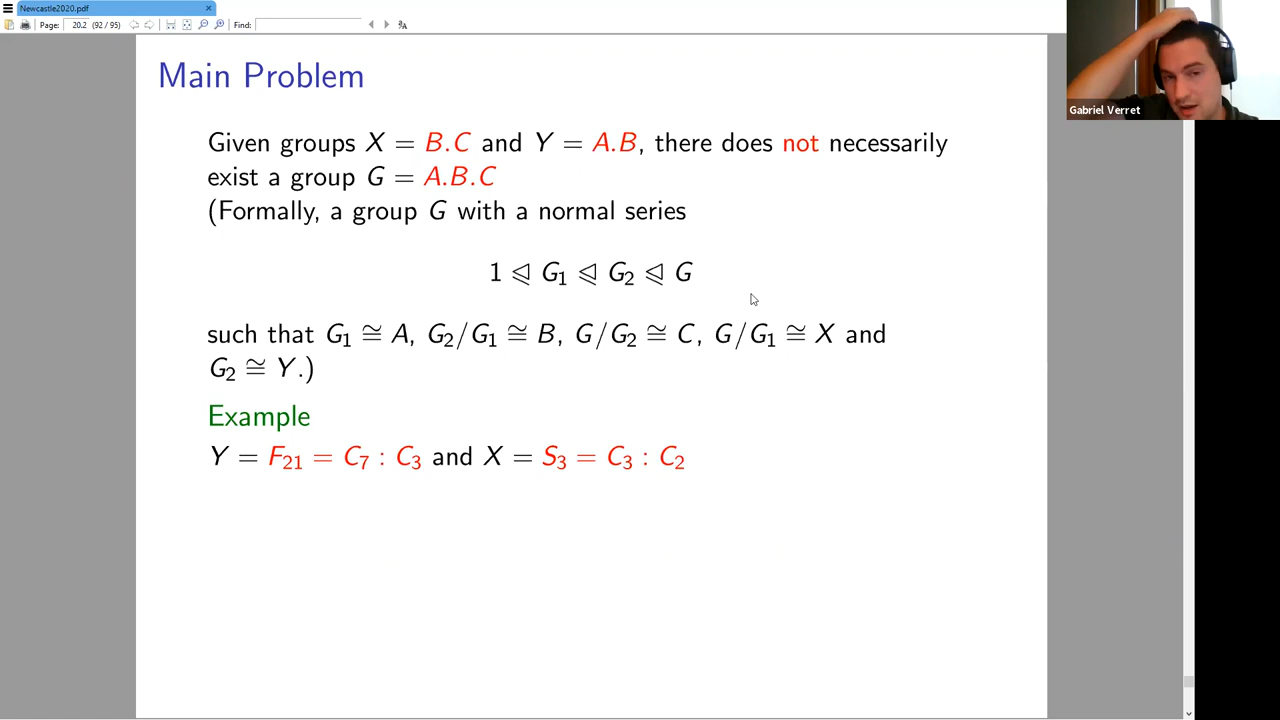 Newcastle2020.pdf
Page: 20.2 (92 / 95) Find:
Gabriel Verret
Main Problem
Given groups X = B.C and Y = A.B, there does not necessarily
exist a group G = A.B.C
(Formally, a group G with a normal series
1 ⊲ G₁ ⊲ G₂ ⊲ G
such that G₁ ≅ A, G₂/G₁ ≅ B, G/G₂ ≅ C, G/G₁ ≅ X and
G₂ ≅ Y.)
Example
Y = F₂₁ = C₇ : C₃ and X = S₃ = C₃ : C₂